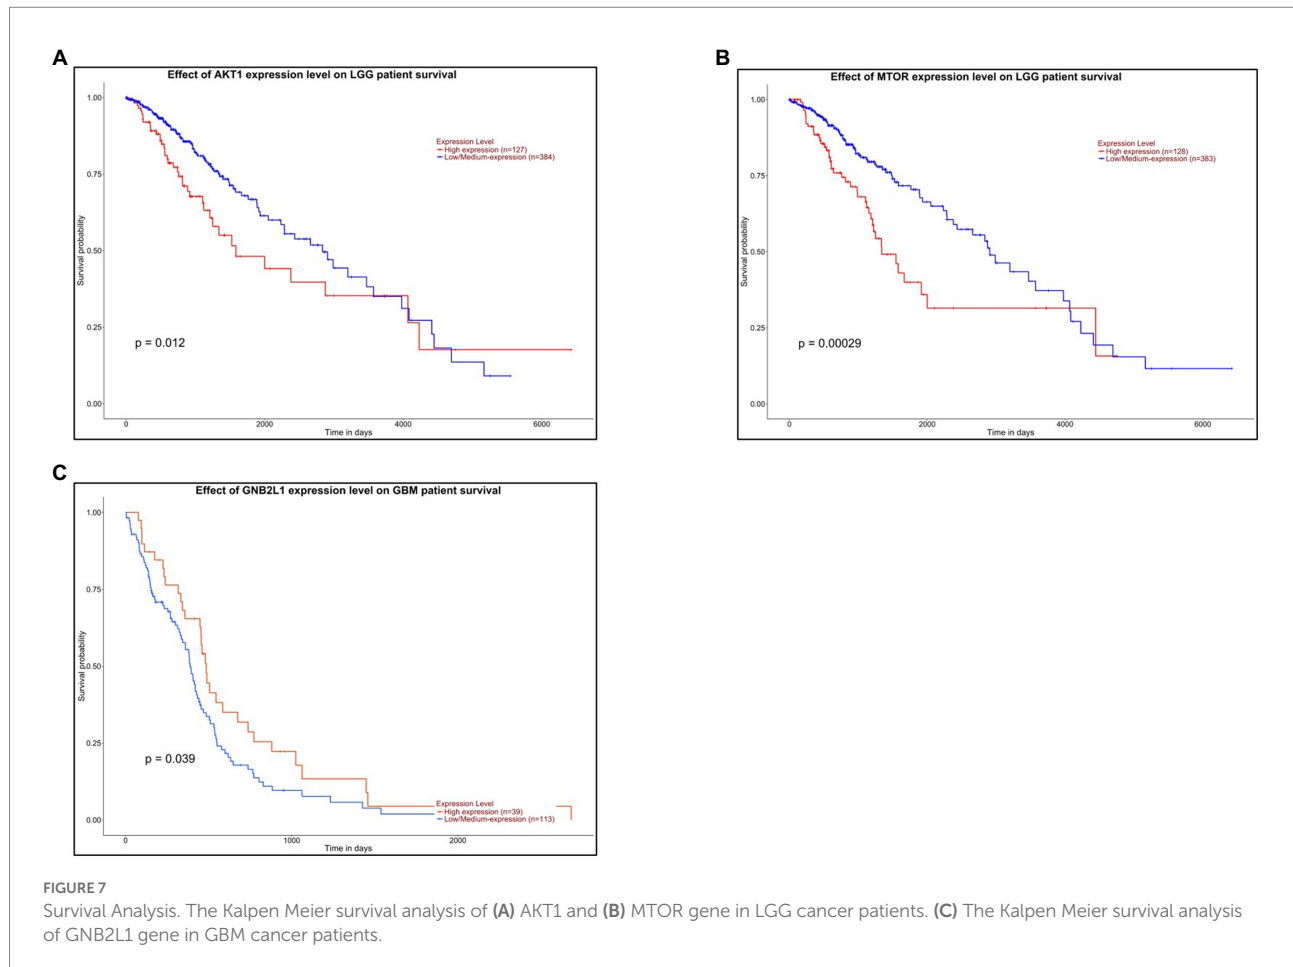 A
Effect of AKT1 expression level on LGG patient survival
1.00
0.75
0.50
0.25
0.00
Survival probability
Expression Level
High expression (n=127)
Low/Medium-expression (n=384)
p = 0.012
0
2000
4000
6000
Time in days
B
Effect of MTOR expression level on LGG patient survival
1.00
0.75
0.50
0.25
0.00
Survival probability
Expression Level
High expression (n=128)
Low/Medium-expression (n=383)
p = 0.00029
0
2000
4000
6000
Time in days
C
Effect of GNB2L1 expression level on GBM patient survival
1.00
0.75
0.50
0.25
0.00
Survival probability
p = 0.039
Expression Level
High expression (n=39)
Low/Medium-expression (n=113)
0
1000
2000
Time in days
FIGURE 7
Survival Analysis. The Kalpen Meier survival analysis of (A) AKT1 and (B) MTOR gene in LGG cancer patients. (C) The Kalpen Meier survival analysis
of GNB2L1 gene in GBM cancer patients.